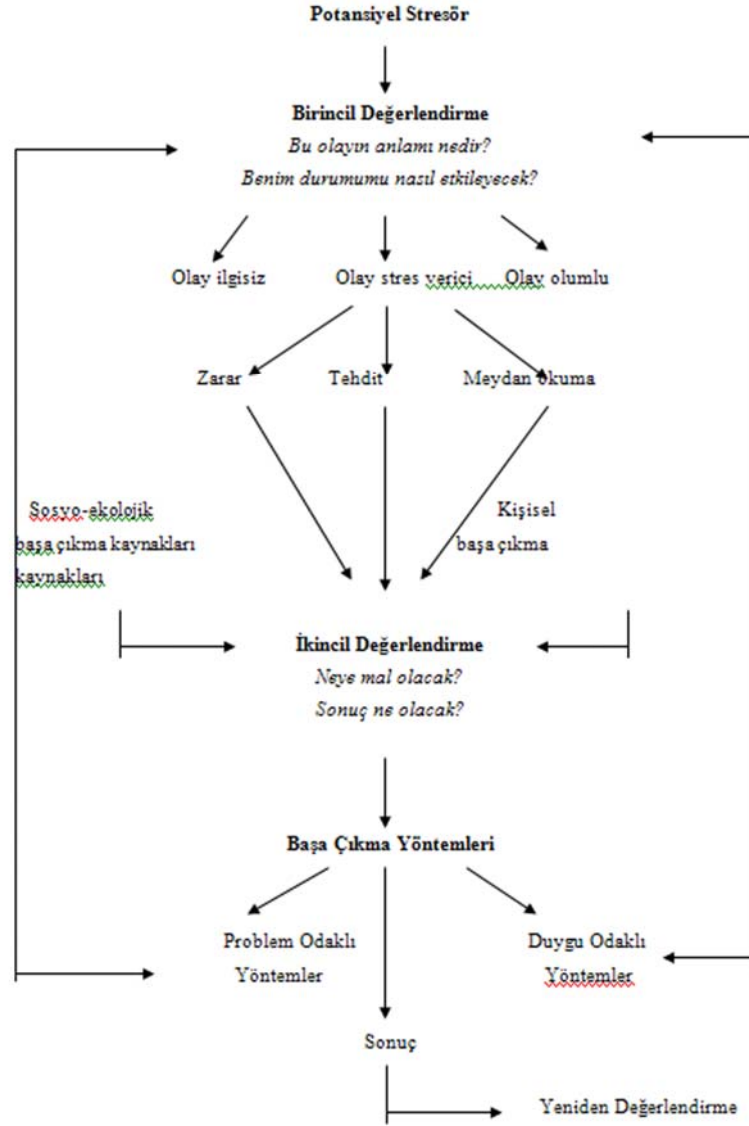 Potansiyel Stresör
Birincil Değerlendirme
Bu olayın anlamı nedir?
Benim durumumu nasıl etkileyecek?
Olay ilgisiz Olay stres verici Olay olumlu
Zarar Tehdit Meydan okuma
Sosyo-ekolojik Kişisel
başa çıkma kaynakları başa çıkma
kaynakları
İkincil Değerlendirme
Neye mal olacak?
Sonuç ne olacak?
Başa Çıkma Yöntemleri
Problem Odaklı Duygu Odaklı
Yöntemler Yöntemler
Sonuç
Yeniden Değerlendirme